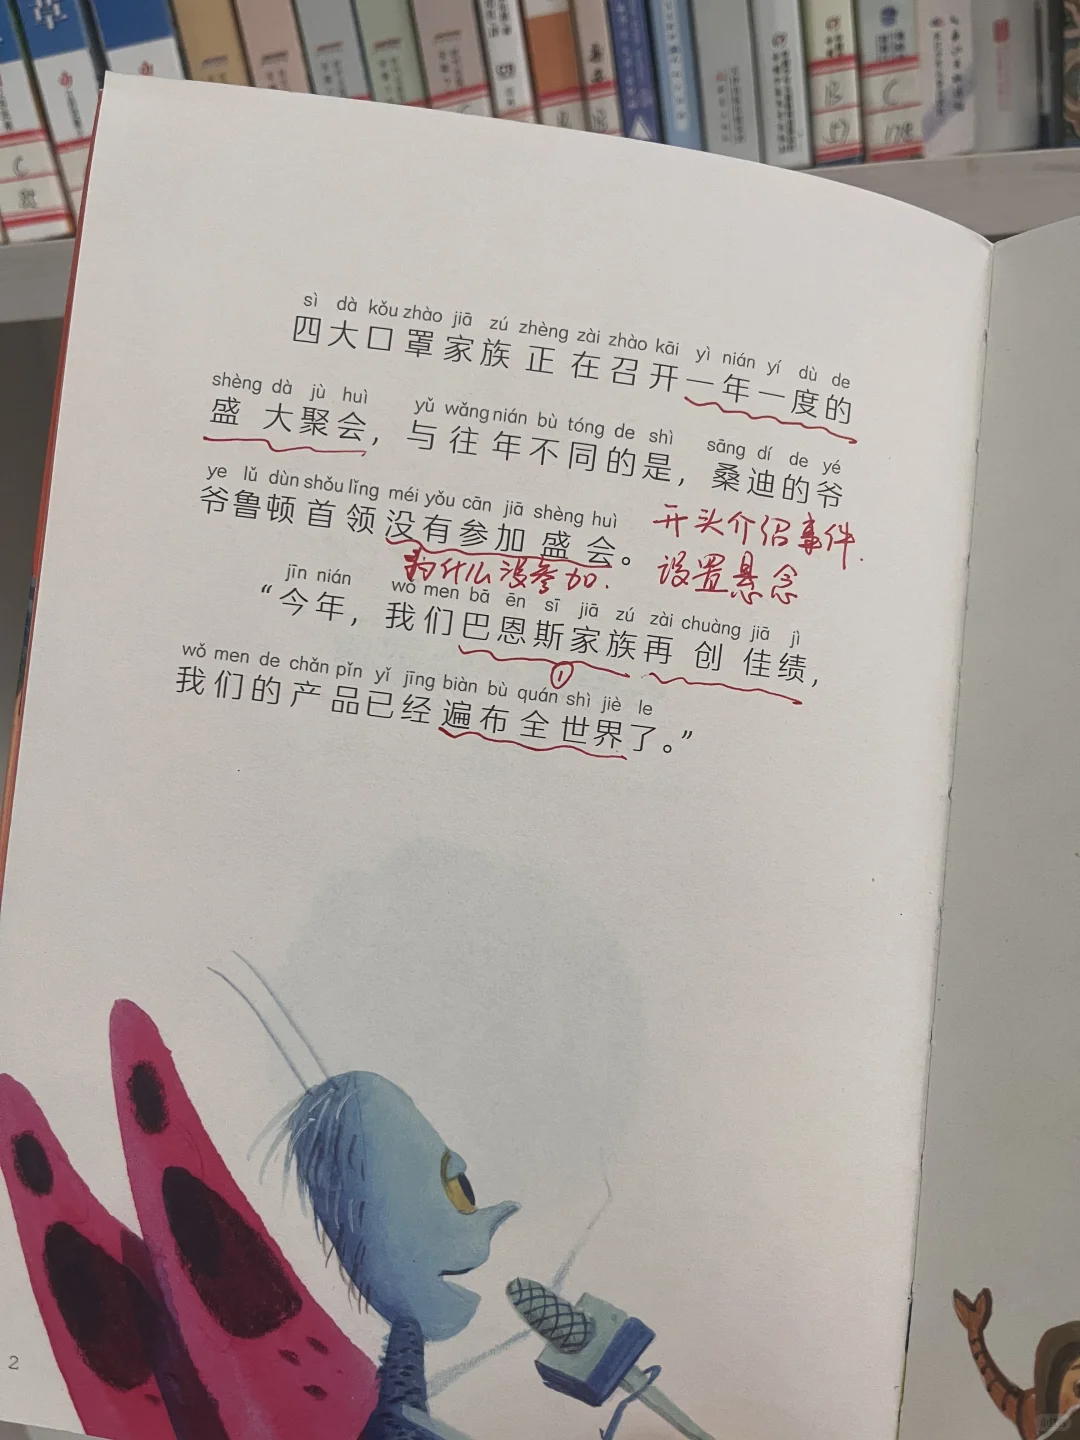 sì dà kǒu zhào jiā zú zhèng zài zhào kāi yì nián yí dù de
四大口罩家族正在召开一年一度的
shèng dà jù huì yǔ wǎng nián bù tóng de shì sāng dí de yé
盛大聚会，与往年不同的是，桑迪的爷
ye lǔ dùn shǒu lǐng méi yǒu cān jiā shèng huì
爷鲁顿首领没有参加盛会。
开头介绍事件.
为什么没参加.
设置悬念
jīn nián wǒ men bā ēn sī jiā zú zài chuàng jiā jì
“今年，我们巴恩斯家族再创佳绩，
①
wǒ men de chǎn pǐn yǐ jīng biàn bù quán shì jiè le
我们的产品已经遍布全世界了。”
2